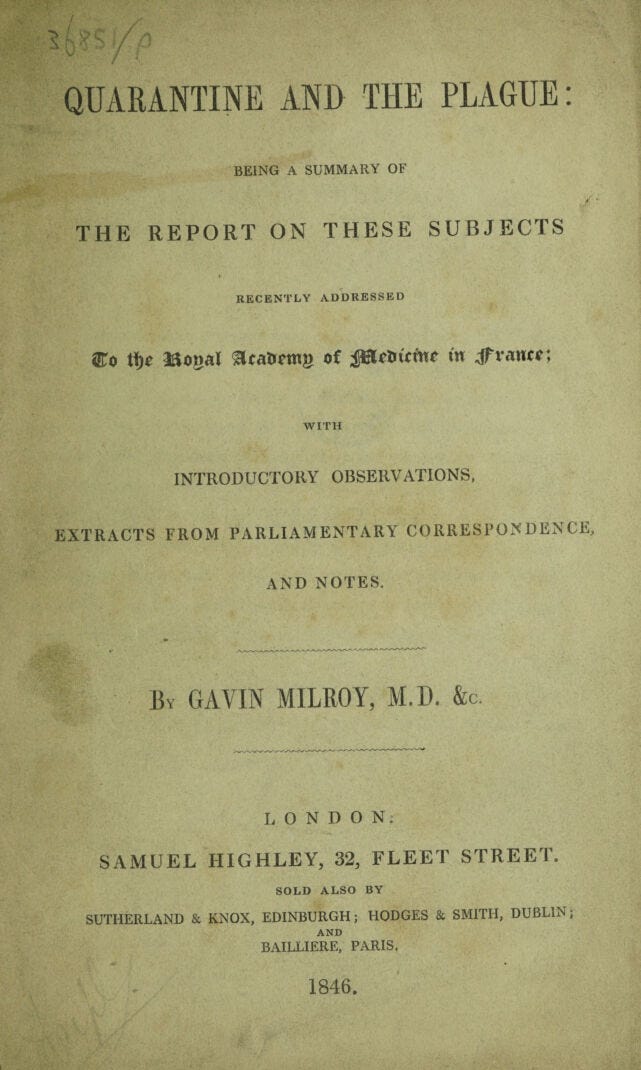 36851/p
QUARANTINE AND THE PLAGUE:
BEING A SUMMARY OF
THE REPORT ON THESE SUBJECTS
RECENTLY ADDRESSED
To the Royal Academy of Medicine in France;
WITH
INTRODUCTORY OBSERVATIONS,
EXTRACTS FROM PARLIAMENTARY CORRESPONDENCE,
AND NOTES.
By GAVIN MILROY, M.D. &c.
LONDON:
SAMUEL HIGHLEY, 32, FLEET STREET.
SOLD ALSO BY
SUTHERLAND & KNOX, EDINBURGH; HODGES & SMITH, DUBLIN;
AND
BAILLIERE, PARIS.
1846.